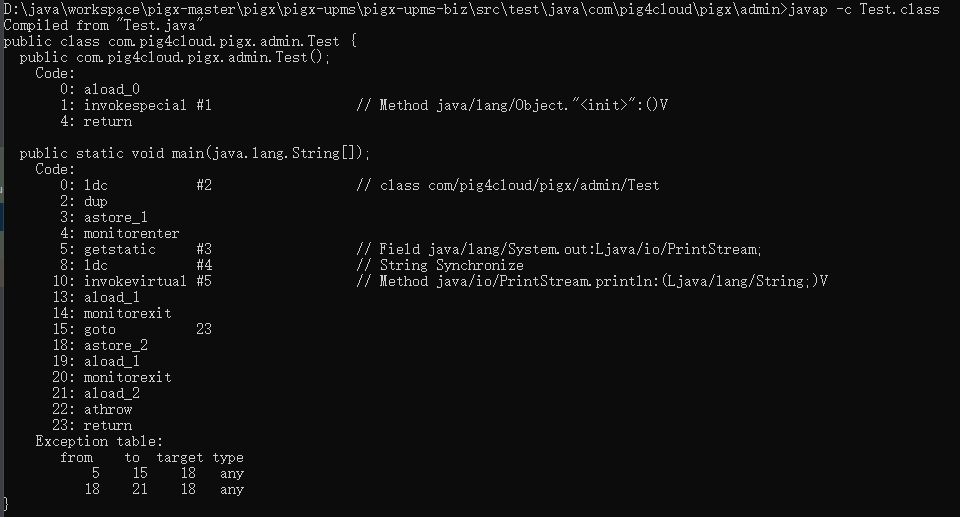 D:\java\workspace\pigx-master\pigx\pigx-upms\pigx-upms-biz\src\test\java\com\pig4cloud\pigx\admin>javap -c Test.class
Compiled from "Test.java"
public class com.pig4cloud.pigx.admin.Test {
  public com.pig4cloud.pigx.admin.Test();
    Code:
       0: aload_0
       1: invokespecial #1                  // Method java/lang/Object."<init>":()V
       4: return

  public static void main(java.lang.String[]);
    Code:
       0: ldc           #2                  // class com/pig4cloud/pigx/admin/Test
       2: dup
       3: astore_1
       4: monitorenter
       5: getstatic     #3                  // Field java/lang/System.out:Ljava/io/PrintStream;
       8: ldc           #4                  // String Synchronize
      10: invokevirtual #5                  // Method java/io/PrintStream.println:(Ljava/lang/String;)V
      13: aload_1
      14: monitorexit
      15: goto          23
      18: astore_2
      19: aload_1
      20: monitorexit
      21: aload_2
      22: athrow
      23: return
    Exception table:
       from    to  target type
           5    15    18   any
          18    21    18   any
}